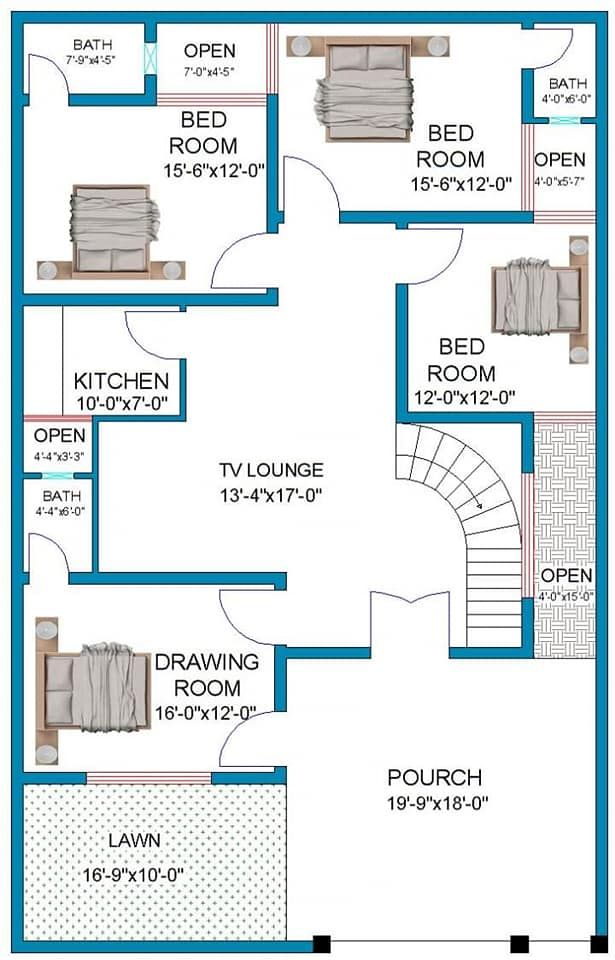 BATH
7'-9"x4'-5"
OPEN
7'-0"x4'-5"
BATH
4'-0"x6'-0"
BED
ROOM
15'-6"x12'-0"
BED
ROOM
15'-6"x12'-0"
OPEN
4'-0"x5'-7"
KITCHEN
10'-0"x7'-0"
BED
ROOM
12'-0"x12'-0"
OPEN
4'-4"x3'-3"
TV LOUNGE
13'-4"x17'-0"
BATH
4'-4"x6'-0"
OPEN
4'-0"x15'-0"
DRAWING
ROOM
16'-0"x12'-0"
POURCH
19'-9"x18'-0"
LAWN
16'-9"x10'-0"